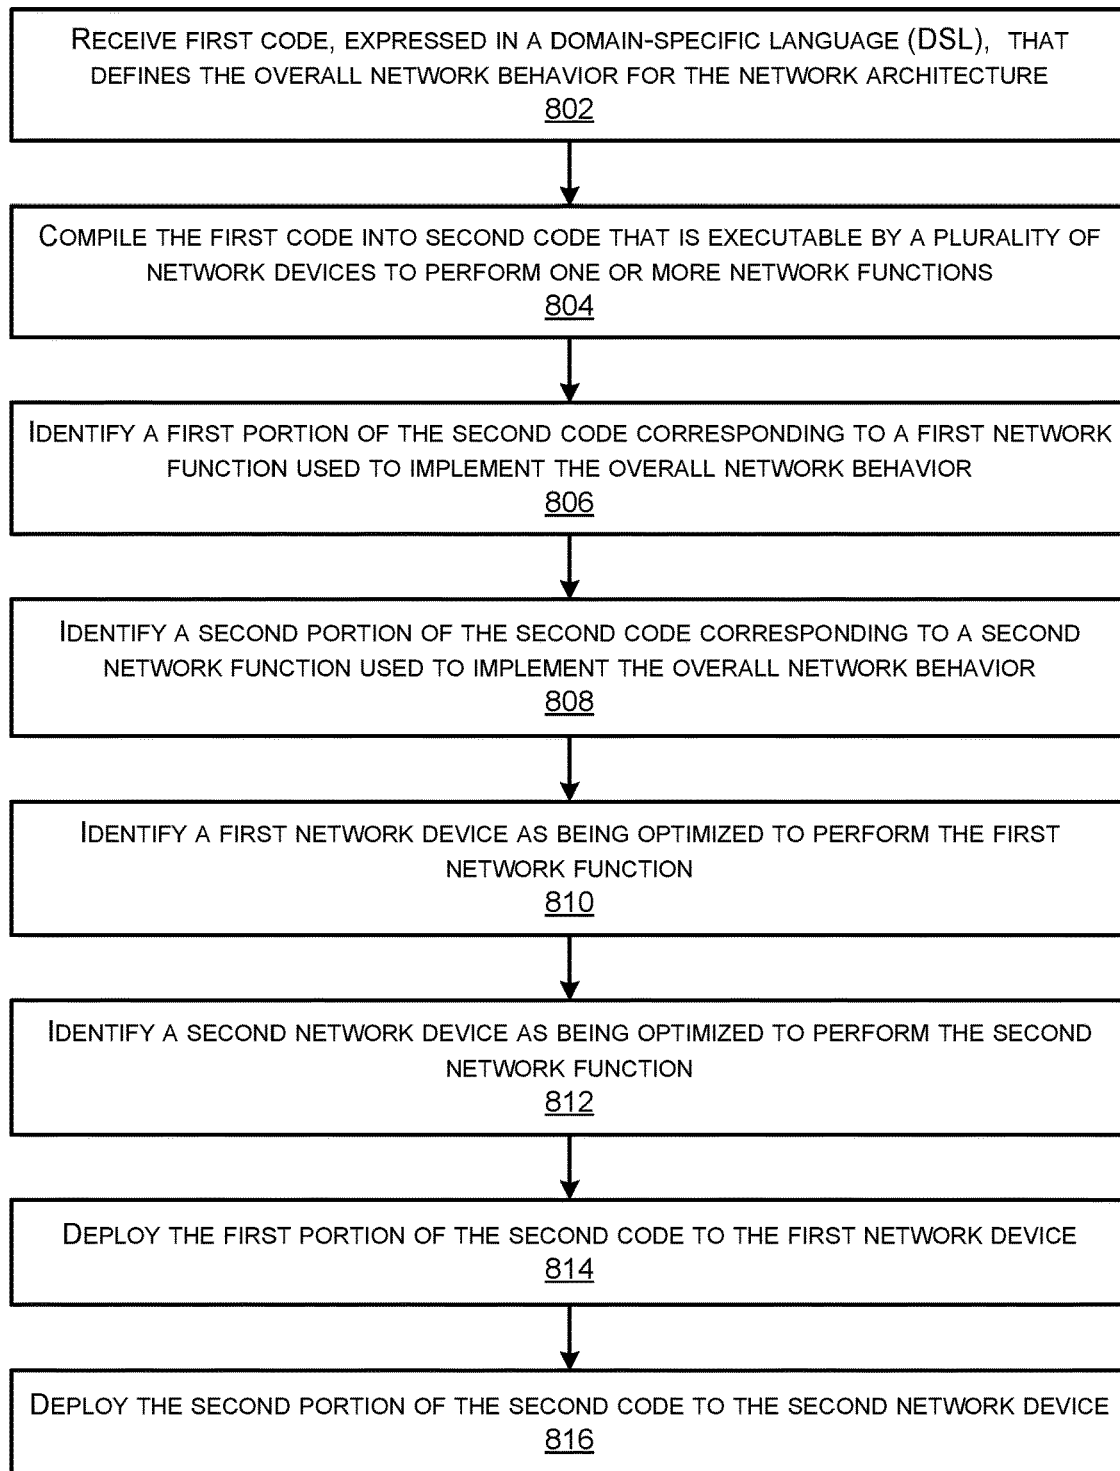 RECEIVE FIRST CODE, EXPRESSED IN A DOMAIN-SPECIFIC LANGUAGE (DSL), THAT
DEFINES THE OVERALL NETWORK BEHAVIOR FOR THE NETWORK ARCHITECTURE
802
COMPILE THE FIRST CODE INTO SECOND CODE THAT IS EXECUTABLE BY A PLURALITY OF
NETWORK DEVICES TO PERFORM ONE OR MORE NETWORK FUNCTIONS
804
IDENTIFY A FIRST PORTION OF THE SECOND CODE CORRESPONDING TO A FIRST NETWORK
FUNCTION USED TO IMPLEMENT THE OVERALL NETWORK BEHAVIOR
806
IDENTIFY A SECOND PORTION OF THE SECOND CODE CORRESPONDING TO A SECOND
NETWORK FUNCTION USED TO IMPLEMENT THE OVERALL NETWORK BEHAVIOR
808
IDENTIFY A FIRST NETWORK DEVICE AS BEING OPTIMIZED TO PERFORM THE FIRST
NETWORK FUNCTION
810
IDENTIFY A SECOND NETWORK DEVICE AS BEING OPTIMIZED TO PERFORM THE SECOND
NETWORK FUNCTION
812
DEPLOY THE FIRST PORTION OF THE SECOND CODE TO THE FIRST NETWORK DEVICE
814
DEPLOY THE SECOND PORTION OF THE SECOND CODE TO THE SECOND NETWORK DEVICE
816